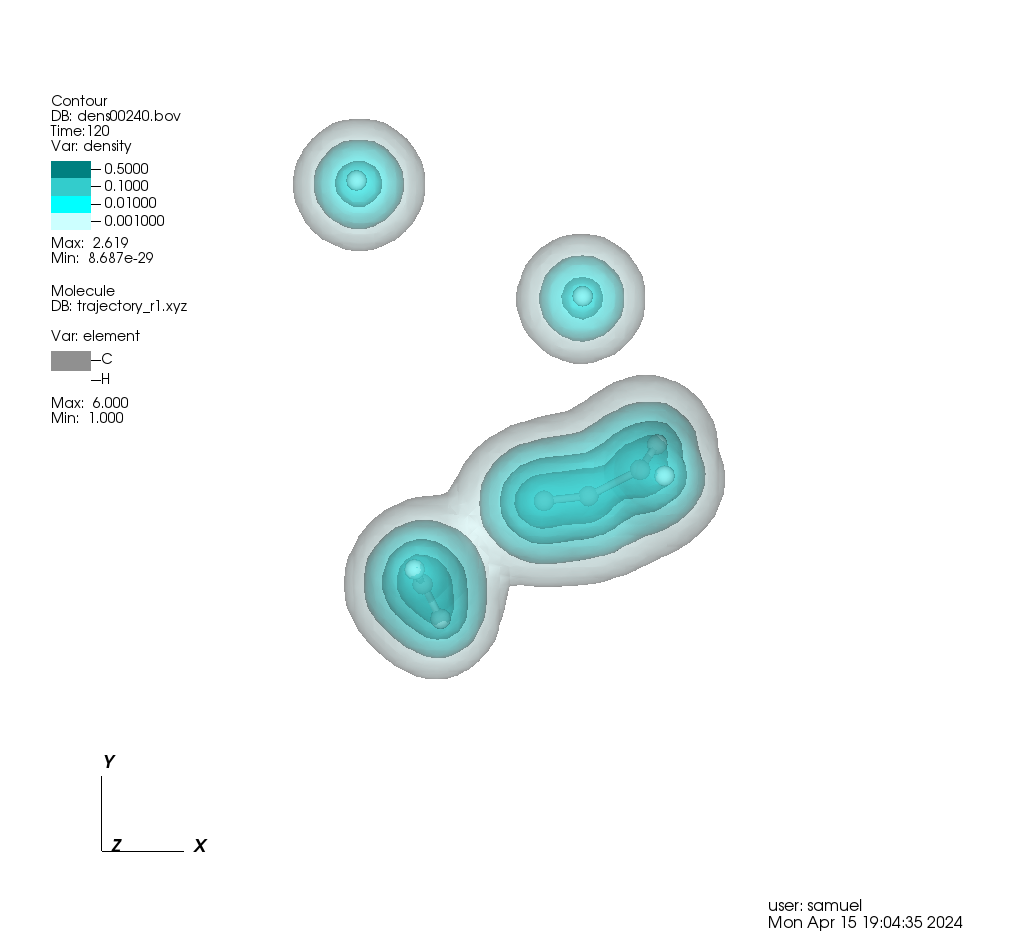 Contour
DB: dens00240.bov
Time:120
Var: density
0.5000
0.1000
0.01000
0.001000
Max: 2.619
Min: 8.687e-29
Molecule
DB: trajectory_r1.xyz
Var: element
C
H
Max: 6.000
Min: 1.000
Y
Z X
user: samuel
Mon Apr 15 19:04:35 2024